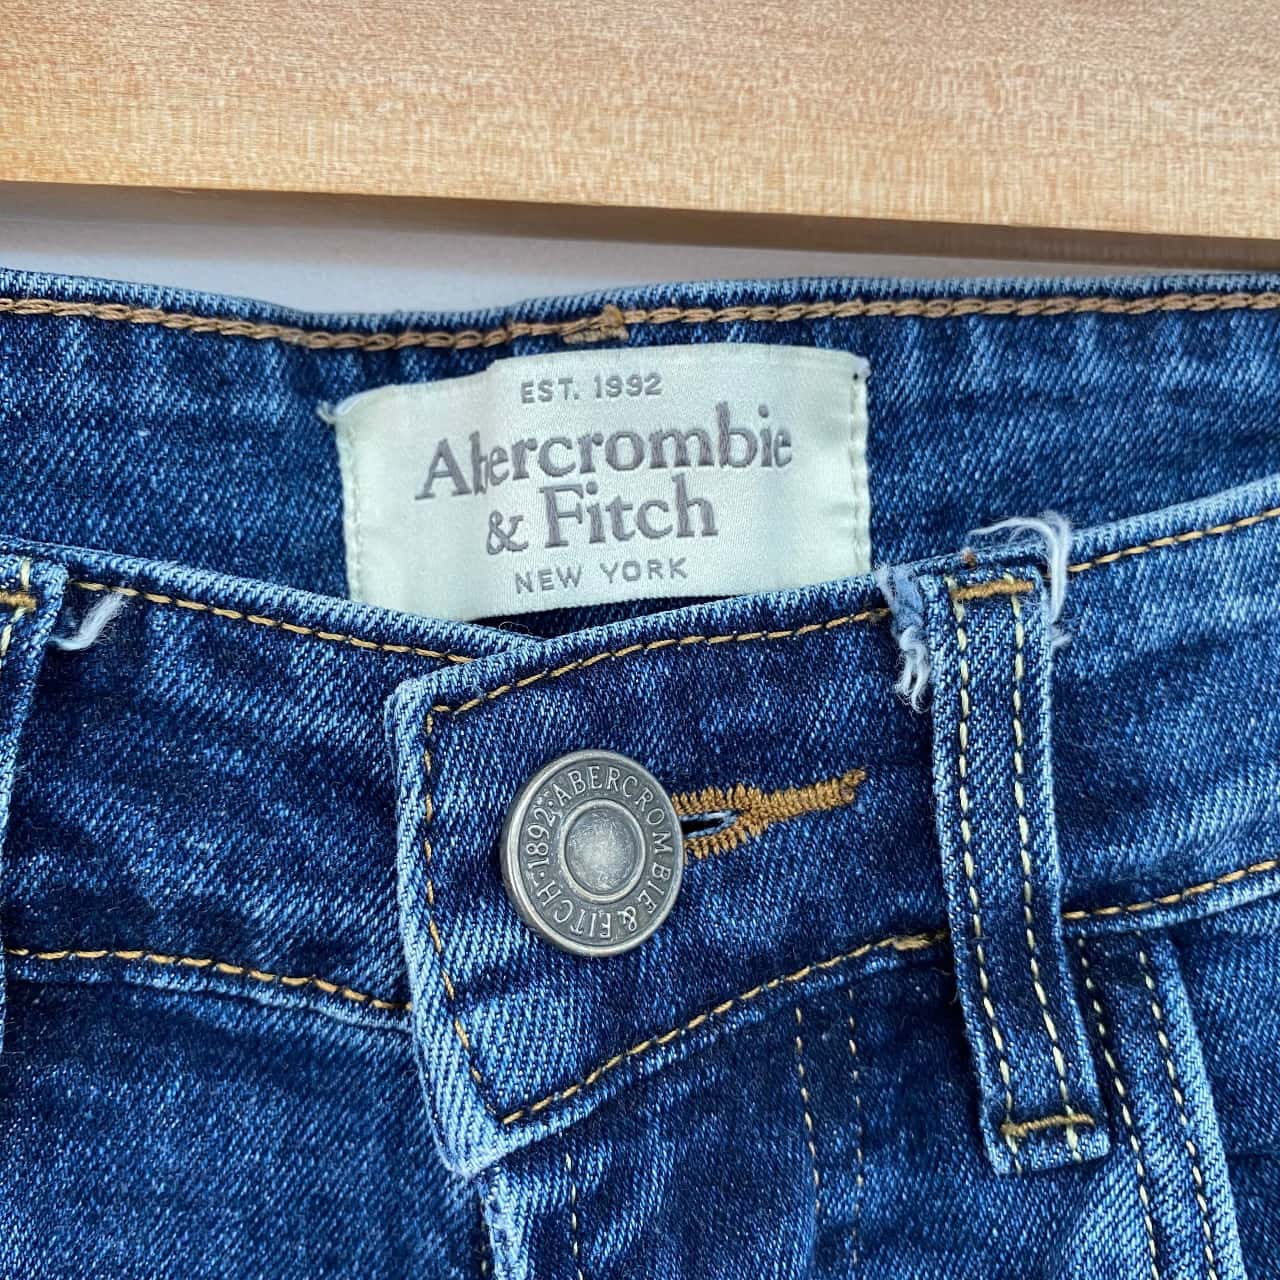 EST. 1992
Abercrombie
& Fitch
NEW YORK
·ABERCROMBIE & FITCH·1892